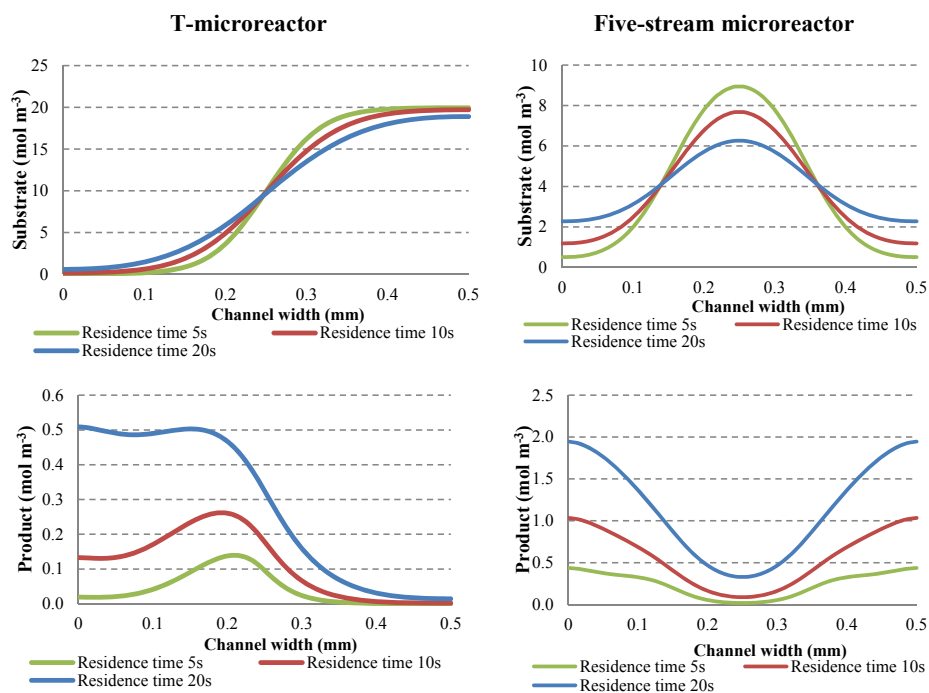 T-microreactor
Five-stream microreactor
Substrate (mol m⁻³)
25
20
15
10
5
0
0 0.1 0.2 0.3 0.4 0.5
Channel width (mm)
Residence time 5s
Residence time 10s
Residence time 20s
Substrate (mol m⁻³)
10
8
6
4
2
0
0 0.1 0.2 0.3 0.4 0.5
Channel width (mm)
Residence time 5s
Residence time 10s
Residence time 20s
Product (mol m⁻³)
0.6
0.5
0.4
0.3
0.2
0.1
0.0
0 0.1 0.2 0.3 0.4 0.5
Channel width (mm)
Residence time 5s
Residence time 10s
Residence time 20s
Product (mol m⁻³)
2.5
2.0
1.5
1.0
0.5
0.0
0 0.1 0.2 0.3 0.4 0.5
Channel width (mm)
Residence time 5s
Residence time 10s
Residence time 20s